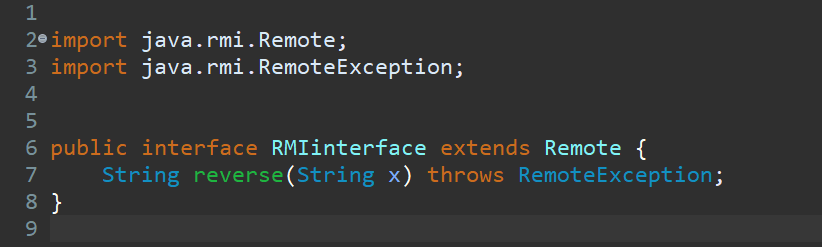 1
2 import java.rmi.Remote;
3 import java.rmi.RemoteException;
4
5
6 public interface RMIinterface extends Remote {
7     String reverse(String x) throws RemoteException;
8 }
9